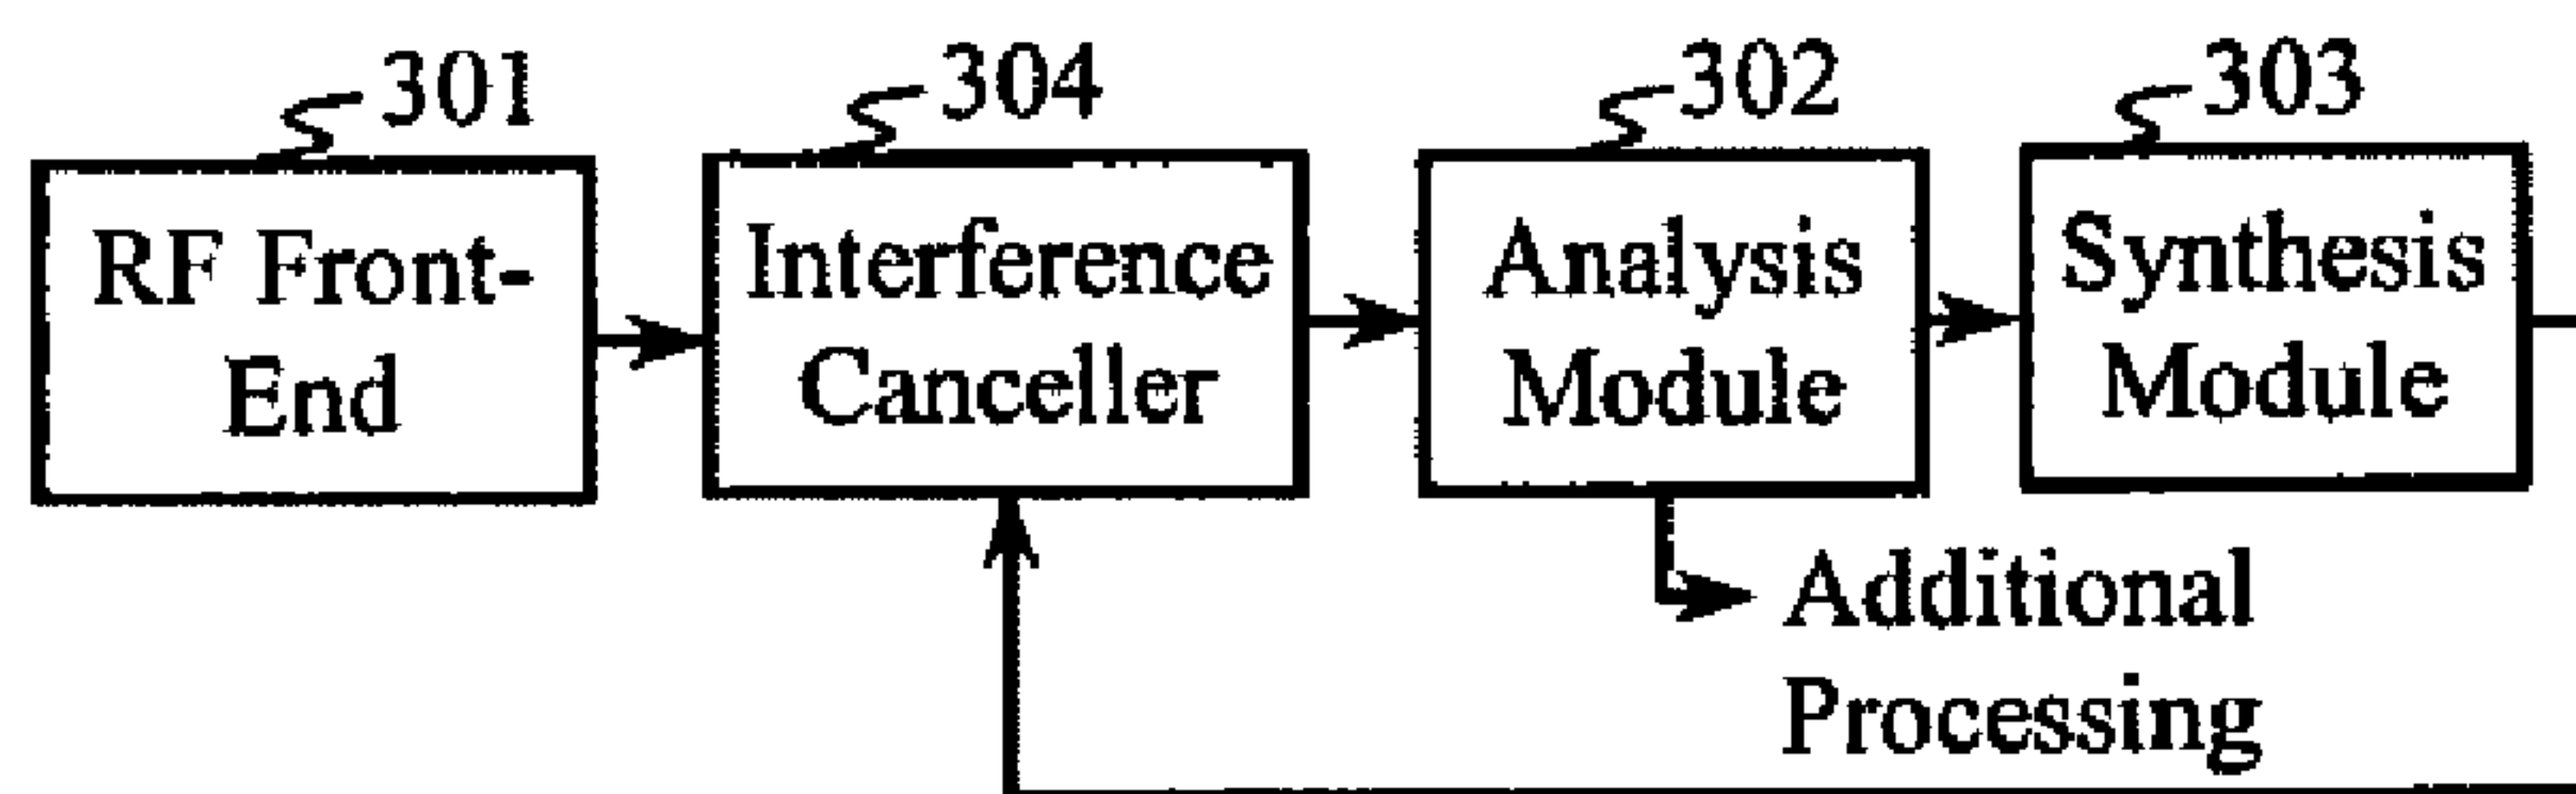 301
304
302
303
RF Front-
End
Interference
Canceller
Analysis
Module
Synthesis
Module
Additional
Processing